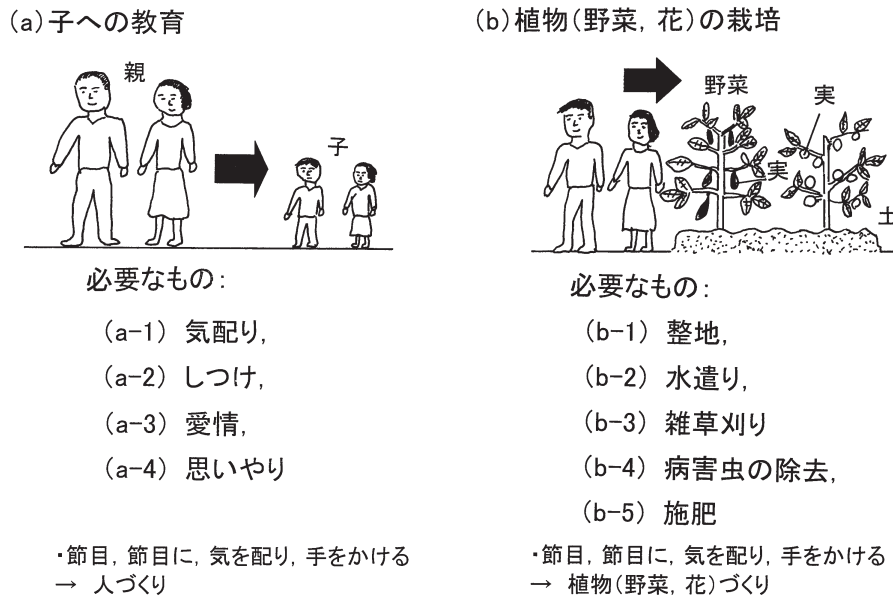 (a)子への教育
親
子
必要なもの:
(a-1) 気配り,
(a-2) しつけ,
(a-3) 愛情,
(a-4) 思いやり
・節目, 節目に, 気を配り, 手をかける
→ 人づくり
(b)植物(野菜, 花)の栽培
野菜
実
実
土
必要なもの:
(b-1) 整地,
(b-2) 水遣り,
(b-3) 雑草刈り
(b-4) 病害虫の除去,
(b-5) 施肥
・節目, 節目に, 気を配り, 手をかける
→ 植物(野菜, 花)づくり